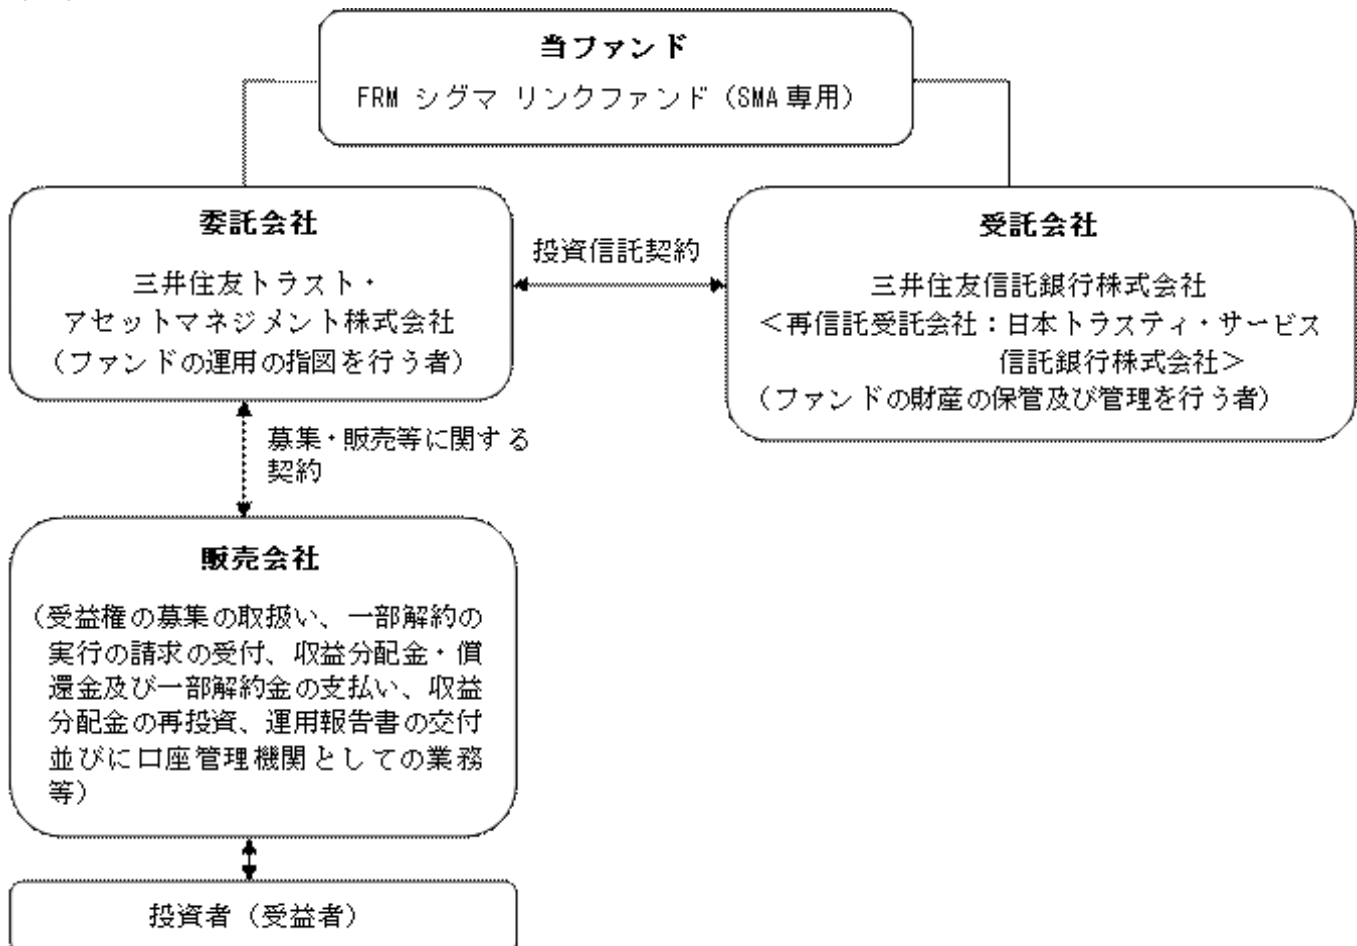 当ファンド
FRM シグマ リンクファンド（SMA専用）
委託会社
三井住友トラスト・
アセットマネジメント株式会社
（ファンドの運用の指図を行う者）
投資信託契約
受託会社
三井住友信託銀行株式会社
＜再信託受託会社：日本トラスティ・サービス
信託銀行株式会社＞
（ファンドの財産の保管及び管理を行う者）
募集・販売等に関する
契約
販売会社
（受益権の募集の取扱い、一部解約の
実行の請求の受付、収益分配金・償
還金及び一部解約金の支払い、収益
分配金の再投資、運用報告書の交付
並びに口座管理機関としての業務
等）
投資者（受益者）